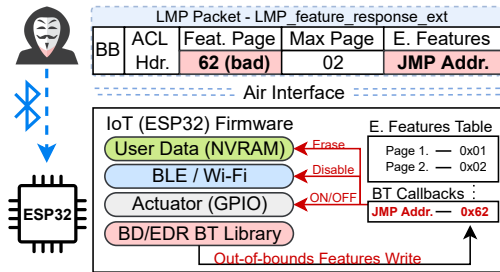 LMP Packet - LMP_feature_response_ext
BB
ACL Hdr.
Feat. Page
Max Page
E. Features
62 (bad)
02
JMP Addr.
Air Interface
ESP32
IoT (ESP32) Firmware
User Data (NVRAM)
BLE / Wi-Fi
Actuator (GPIO)
BD/EDR BT Library
Erase
Disable
ON/OFF
E. Features Table
Page 1. — 0x01
Page 2. — 0x02
BT Callbacks
JMP Addr. — 0x62
Out-of-bounds Features Write